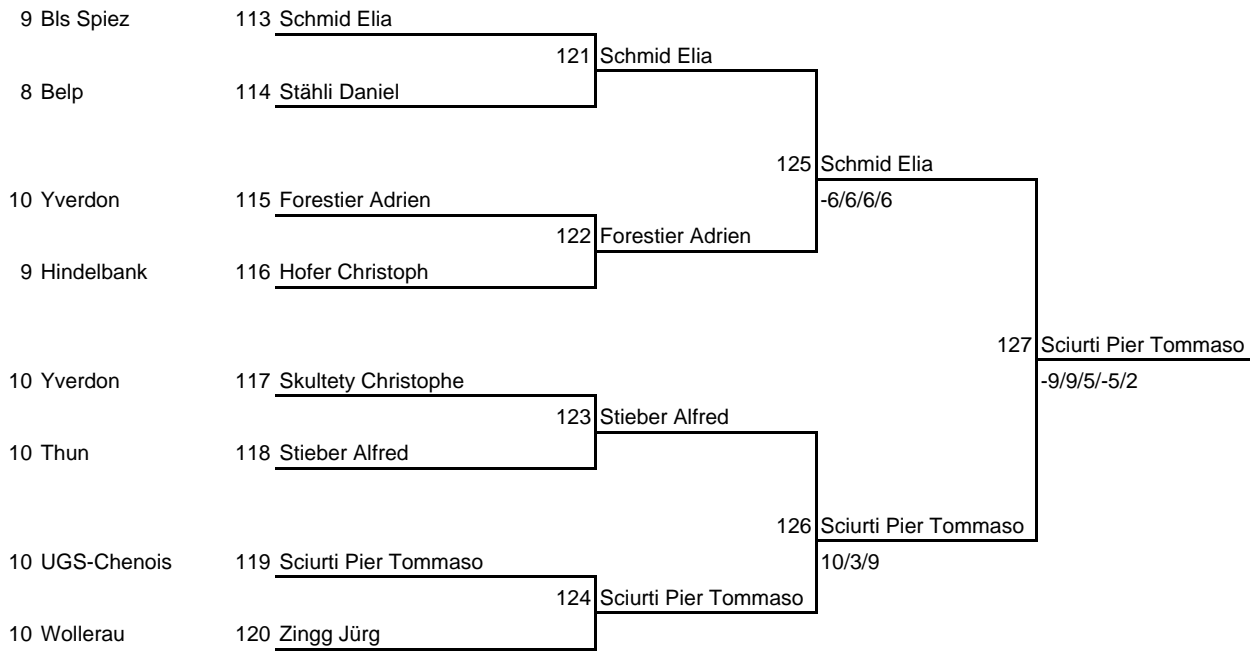 9 Bls Spiez 113 Schmid Elia
121 Schmid Elia
8 Belp 114 Stähli Daniel
125 Schmid Elia
10 Yverdon 115 Forestier Adrien -6/6/6/6
122 Forestier Adrien
9 Hindelbank 116 Hofer Christoph
127 Sciurti Pier Tommaso
10 Yverdon 117 Skultety Christophe -9/9/5/-5/2
123 Stieber Alfred
10 Thun 118 Stieber Alfred
126 Sciurti Pier Tommaso
10 UGS-Chenois 119 Sciurti Pier Tommaso 10/3/9
124 Sciurti Pier Tommaso
10 Wollerau 120 Zingg Jürg